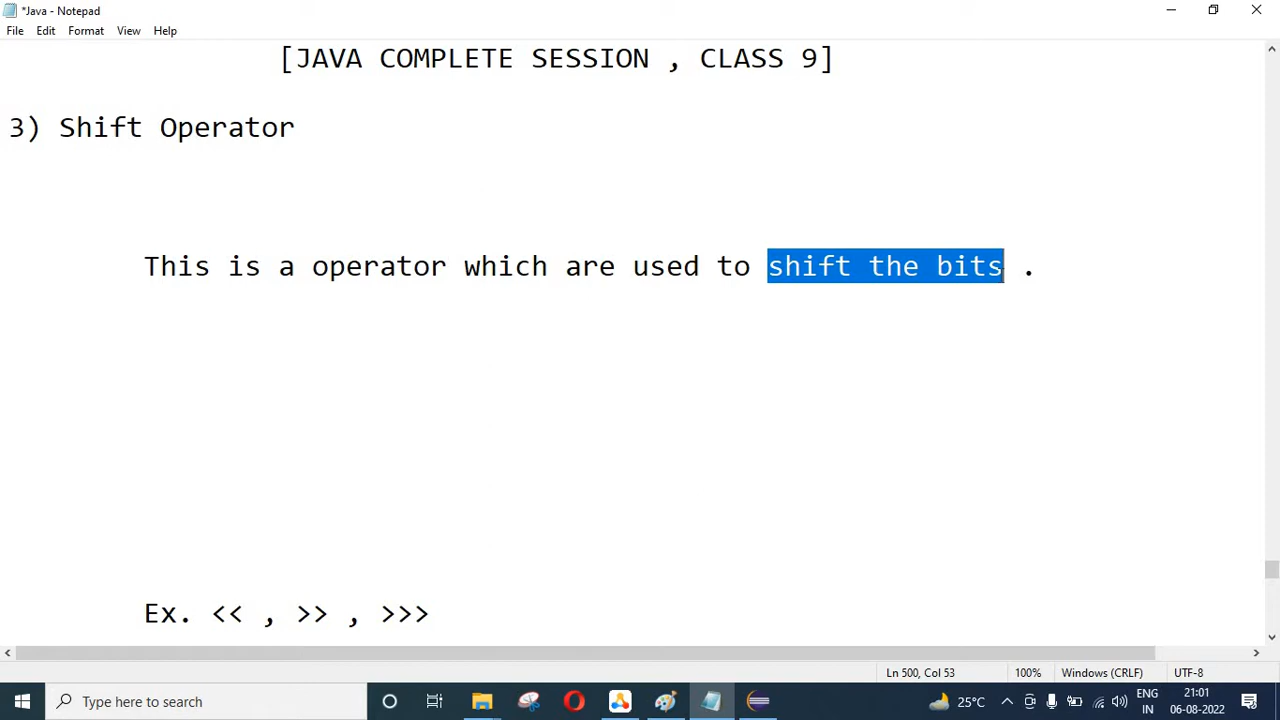 *Java - Notepad
File Edit Format View Help
[JAVA COMPLETE SESSION , CLASS 9]
3) Shift Operator
This is a operator which are used to shift the bits .
Ex. << , >> , >>>
Ln 500, Col 53 100% Windows (CRLF) UTF-8
Type here to search
25°C
ENG
IN
21:01
06-08-2022